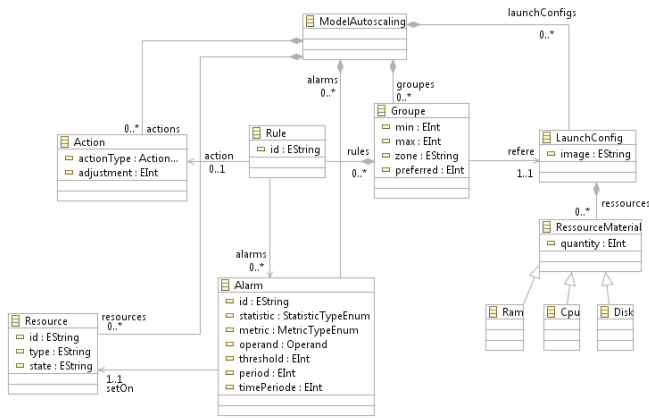 launchConfigs
ModelAutoscaling
0..*
alarms
0..*
groupes
0..*
0..* actions
Action
actionType : Action...
adjustment : EInt
action
0..1
Rule
id : EString
rules
0..*
Groupe
min : EInt
max : EInt
zone : EString
preferred : EInt
refere
1..1
LaunchConfig
image : EString
0..*
ressources
RessourceMaterial
quantity : EInt
Ram
Cpu
Disk
alarms
0..*
Alarm
id : EString
statistic : StatisticTypeEnum
metric : MetricTypeEnum
operand : Operand
threshold : EInt
period : EInt
timePeriode : EInt
Resource
id : EString
type : EString
state : EString
resources
0..*
1..1
setOn